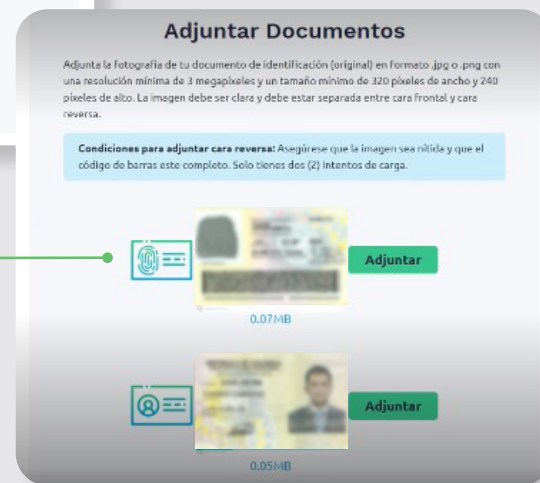 Adjuntar Documentos
Adjunta la fotografía de tu documento de identificación (original) en formato .jpg o .png con
una resolución mínima de 3 megapíxeles y un tamaño mínimo de 320 píxeles de ancho y 240
píxeles de alto. La imagen debe ser clara y debe estar separada entre cara frontal y cara
reversa.
Condiciones para adjuntar cara reversa: Asegúrese que la imagen sea nítida y que el
código de barras este completo. Solo tienes dos (2) intentos de carga.
Adjuntar
0.07MB
Adjuntar
0.05MB